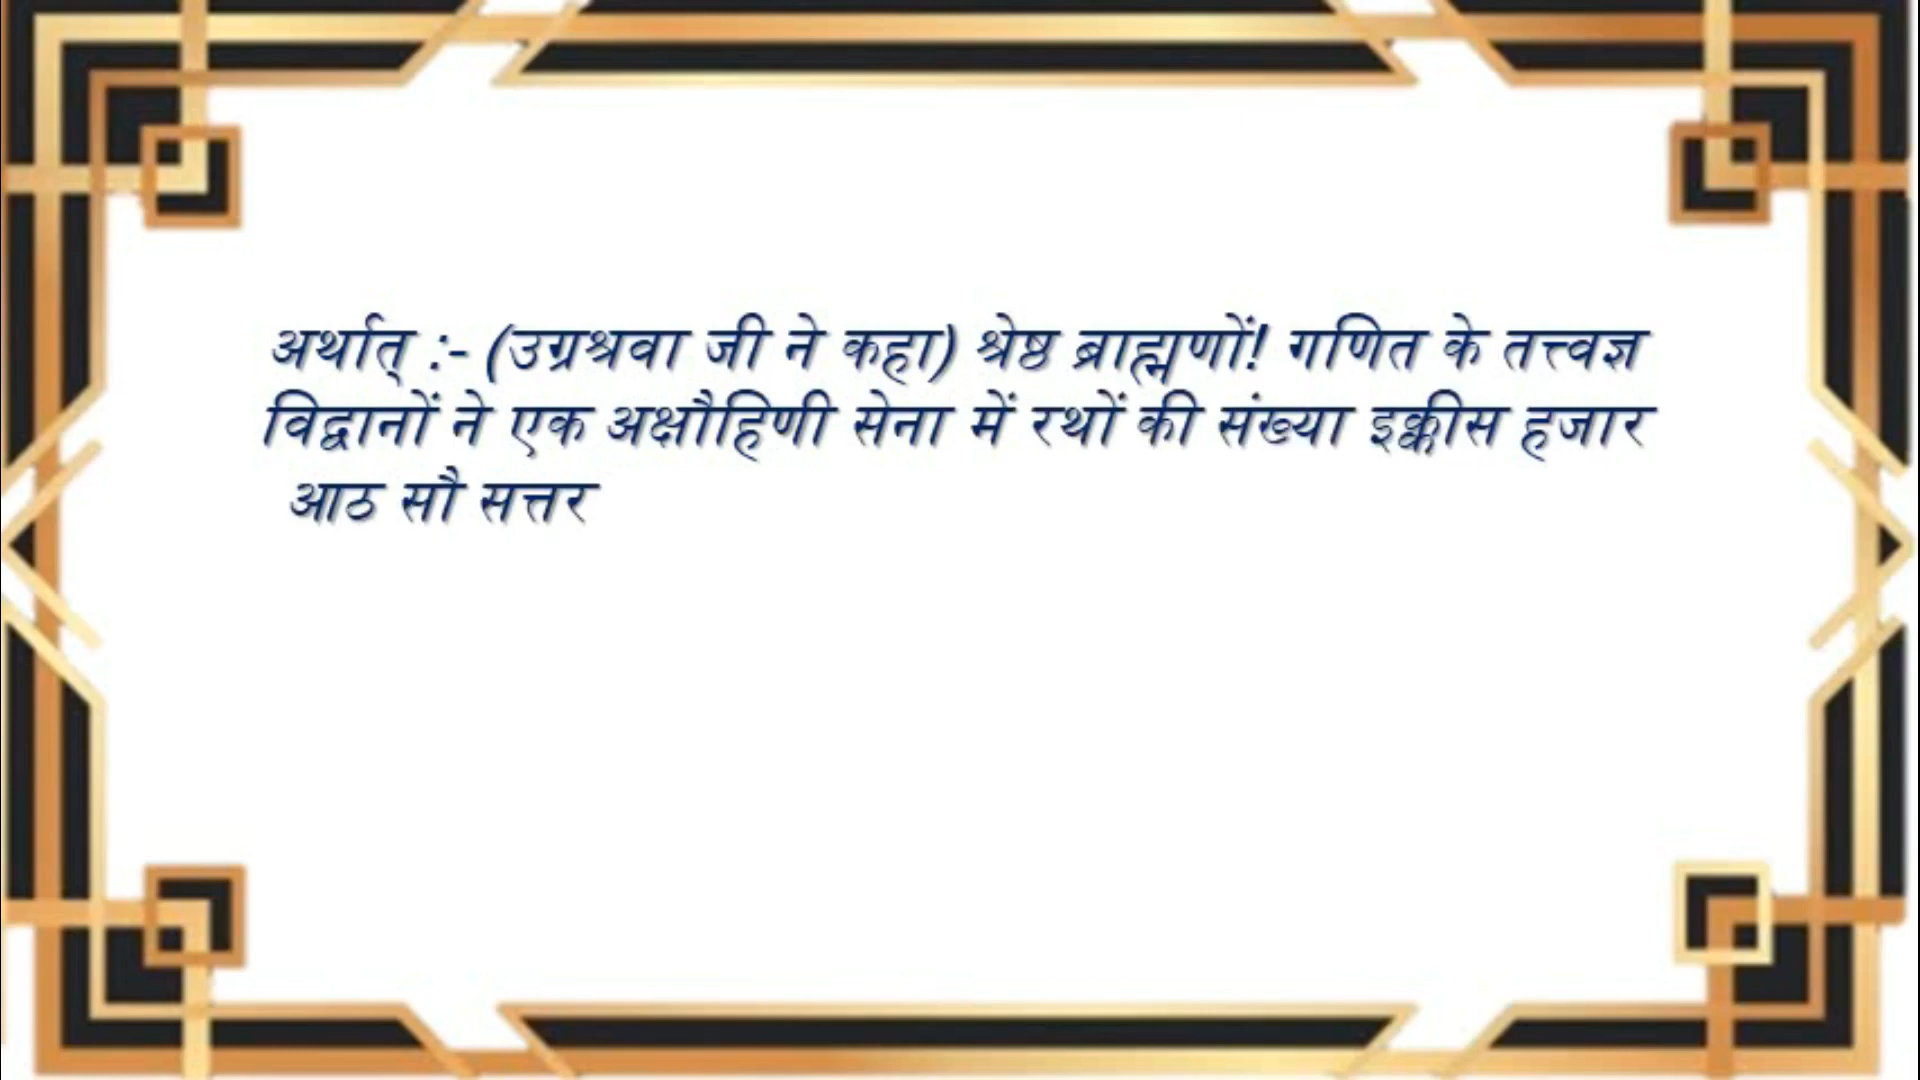 अर्थात् :- (उग्रश्रवा जी ने कहा) श्रेष्ठ ब्राह्मणों! गणित के तत्त्वज्ञ
विद्वानों ने एक अक्षौहिणी सेना में रथों की संख्या इक्कीस हजार
आठ सौ सत्तर